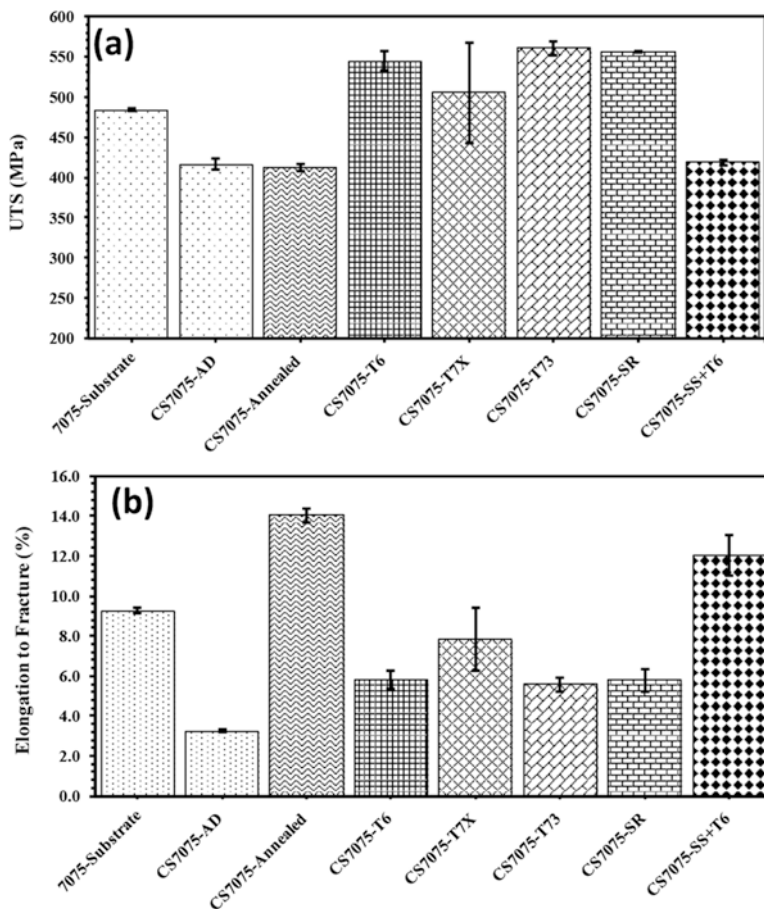 (a)
UTS (MPa)
600
550
500
450
400
350
300
250
200
7075-Substrate
CS7075-AD
CS7075-Annealed
CS7075-T6
CS7075-T7X
CS7075-T73
CS7075-SR
CS7075-SS+T6
(b)
Elongation to Fracture (%)
16.0
14.0
12.0
10.0
8.0
6.0
4.0
2.0
0.0
7075-Substrate
CS7075-AD
CS7075-Annealed
CS7075-T6
CS7075-T7X
CS7075-T73
CS7075-SR
CS7075-SS+T6